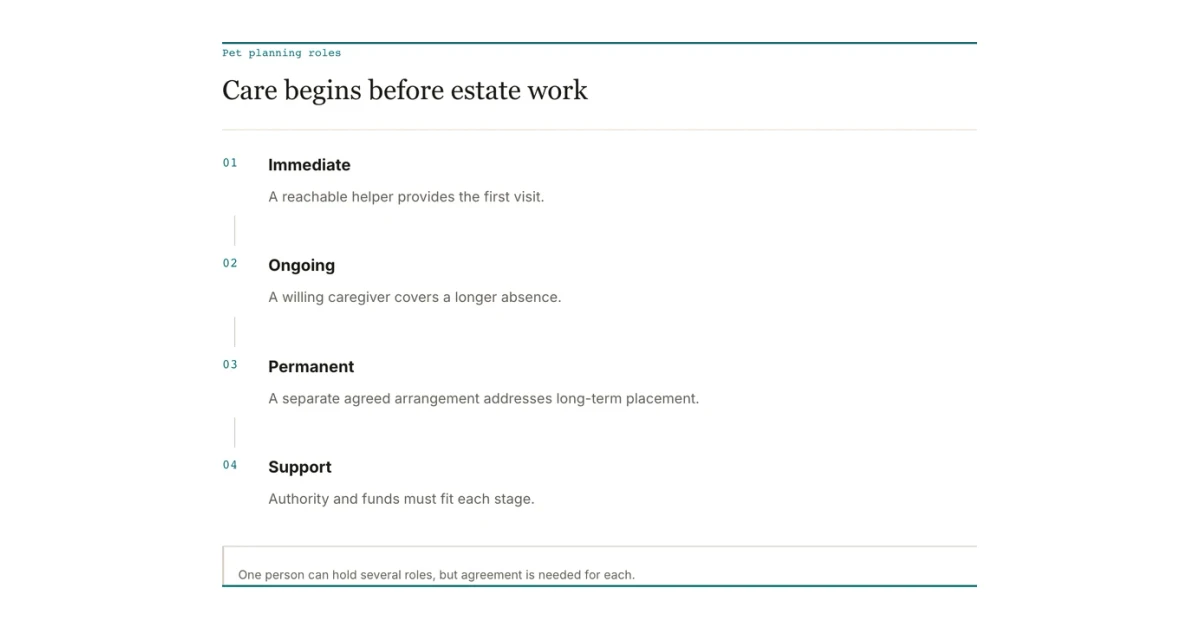 Pet planning roles
Care begins before estate work
01
Immediate
A reachable helper provides the first visit.
02
Ongoing
A willing caregiver covers a longer absence.
03
Permanent
A separate agreed arrangement addresses long-term placement.
04
Support
Authority and funds must fit each stage.
One person can hold several roles, but agreement is needed for each.